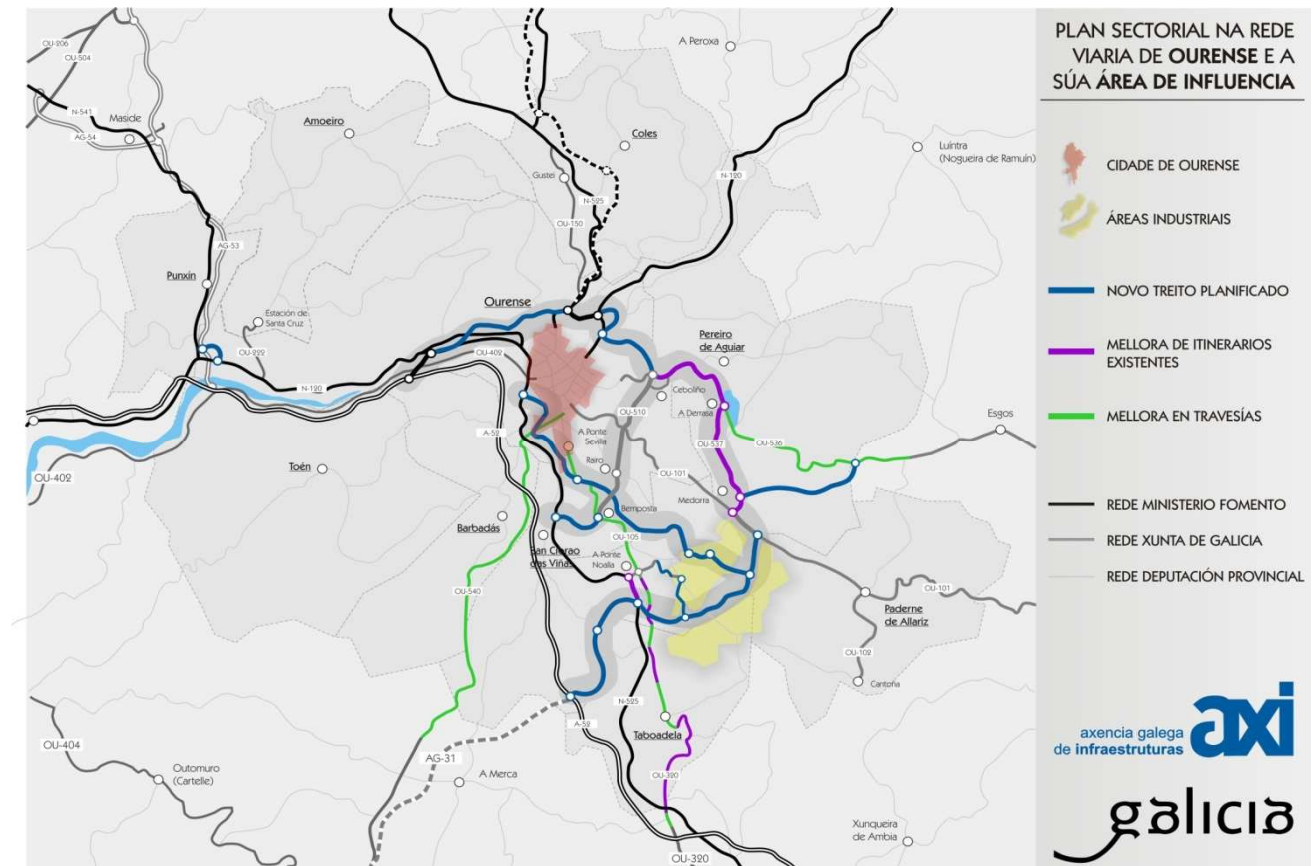 PLAN SECTORIAL NA REDE
VIARIA DE OURENSE E A
SÚA ÁREA DE INFLUENCIA
CIDADE DE OURENSE
ÁREAS INDUSTRIAIS
NOVO TREITO PLANIFICADO
MELLORA DE ITINERARIOS
EXISTENTES
MELLORA EN TRAVESÍAS
REDE MINISTERIO FOMENTO
REDE XUNTA DE GALICIA
REDE DEPUTACIÓN PROVINCIAL
axencia galega
de infraestruturas
axi
galicia
OU-206
OU-504
N-541
Maside
AG-54
Amoeiro
A Peroxa
Coles
Luíntra
(Nogueira de Ramuín)
Gustei
N-525
N-120
OU-150
AG-53
Punxín
Estación de
Santa Cruz
OU-222
Ourense
OU-402
N-120
Pereiro
de Aguiar
Ceboliño
A Derrasa
OU-510
Esgos
OU-536
OU-537
A-52
A Ponte
Sevilla
Rairo
OU-101
Medorra
OU-402
Toén
Barbadás
Bemposta
San Cibrao
das Viñas
OU-105
A Ponte
Noalla
OU-540
OU-101
Paderne
de Allariz
OU-102
Cantoña
N-525
A-52
Taboadela
OU-404
AG-31
Outomuro
(Cartelle)
A Merca
OU-320
Xunqueira
de Ambia
OU-320